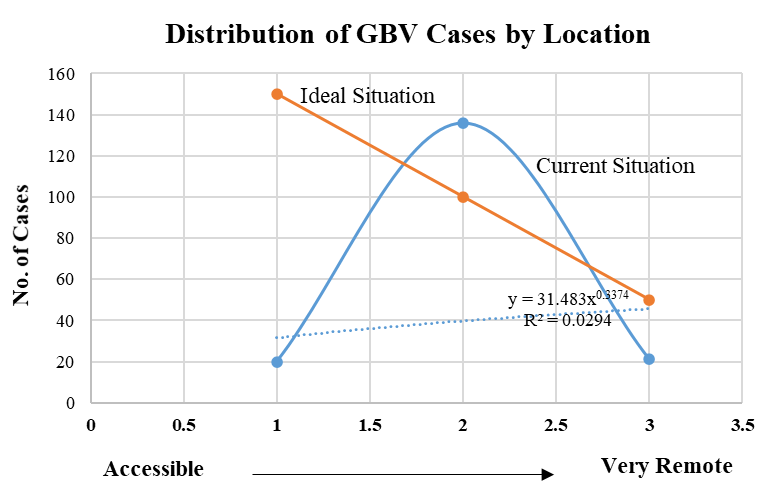 Distribution of GBV Cases by Location
160
140
120
100
80
60
40
20
0
No. of Cases
Ideal Situation
Current Situation
y = 31.483x^0.3374
R² = 0.0294
0 0.5 1 1.5 2 2.5 3 3.5
Accessible Very Remote